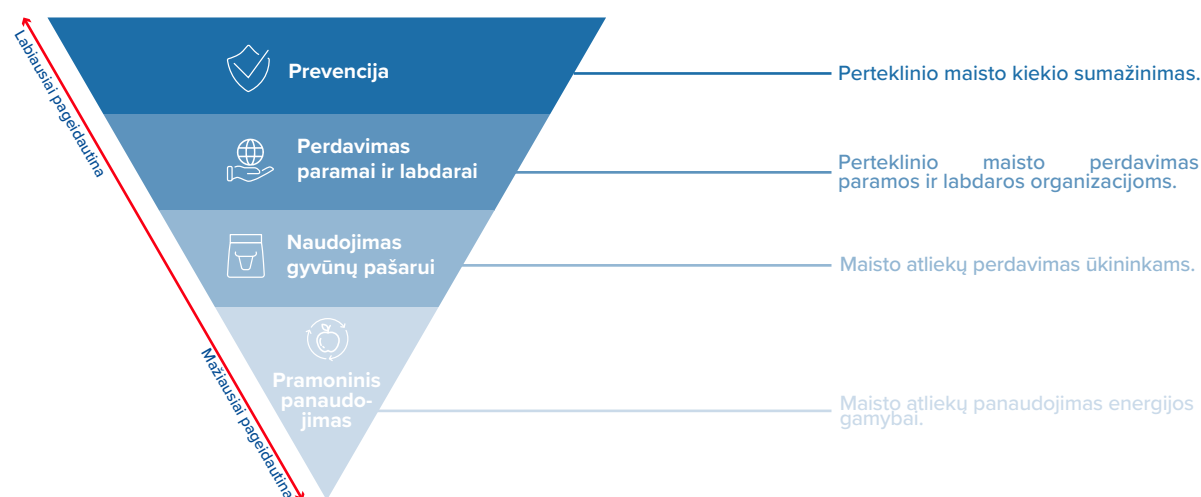 Labiausiai pageidautina
Prevencija
Perteklinio maisto kiekio sumažinimas.
Perdavimas
paramai ir labdarai
Perteklinio maisto perdavimas
paramos ir labdaros organizacijoms.
Naudojimas
gyvūnų pašarui
Maisto atliekų perdavimas ūkininkams.
Mažiausiai pageidautina
Pramoninis
panaudo-
jimas
Maisto atliekų panaudojimas energijos
gamybai.